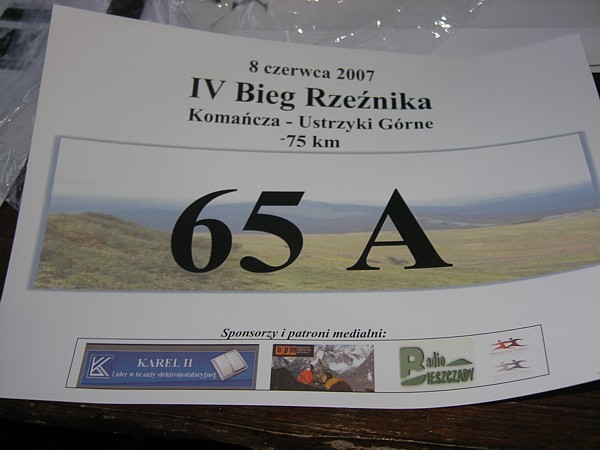 8 czerwca 2007
IV Bieg Rzeźnika
Komańcza - Ustrzyki Górne
-75 km
65 A
Sponsorzy i patroni medialni:
KAREL II
Lider w branży elektroinstalacyjnej
Radio
BIESZCZADY